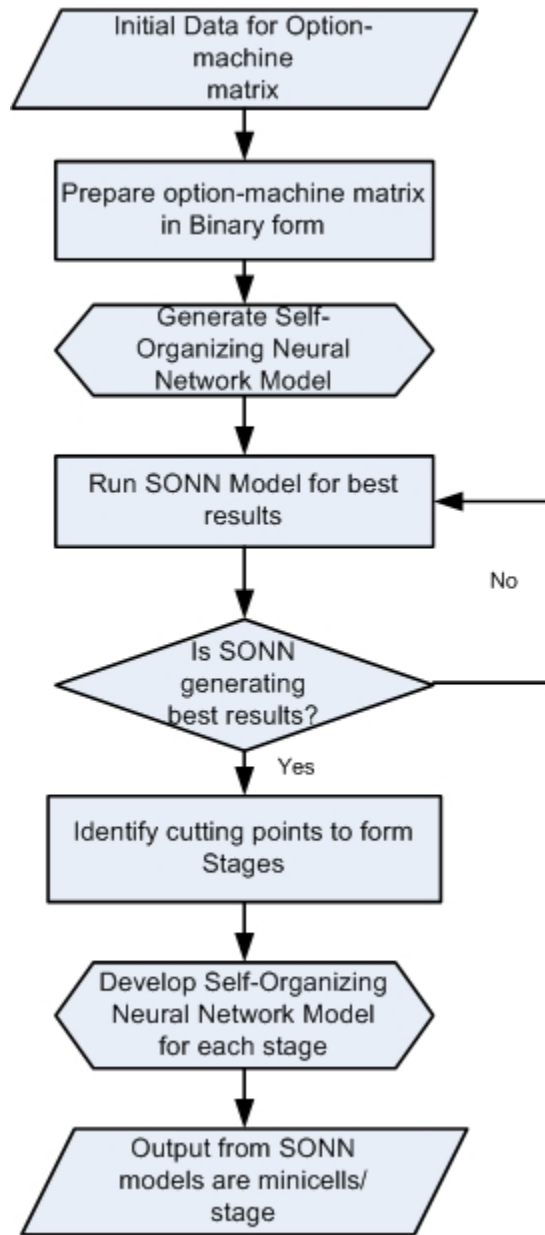 Initial Data for Option-
machine
matrix
Prepare option-machine matrix
in Binary form
Generate Self-
Organizing Neural
Network Model
Run SONN Model for best
results
No
Is SONN
generating
best results?
Yes
Identify cutting points to form
Stages
Develop Self-Organizing
Neural Network Model
for each stage
Output from SONN
models are minicells/
stage